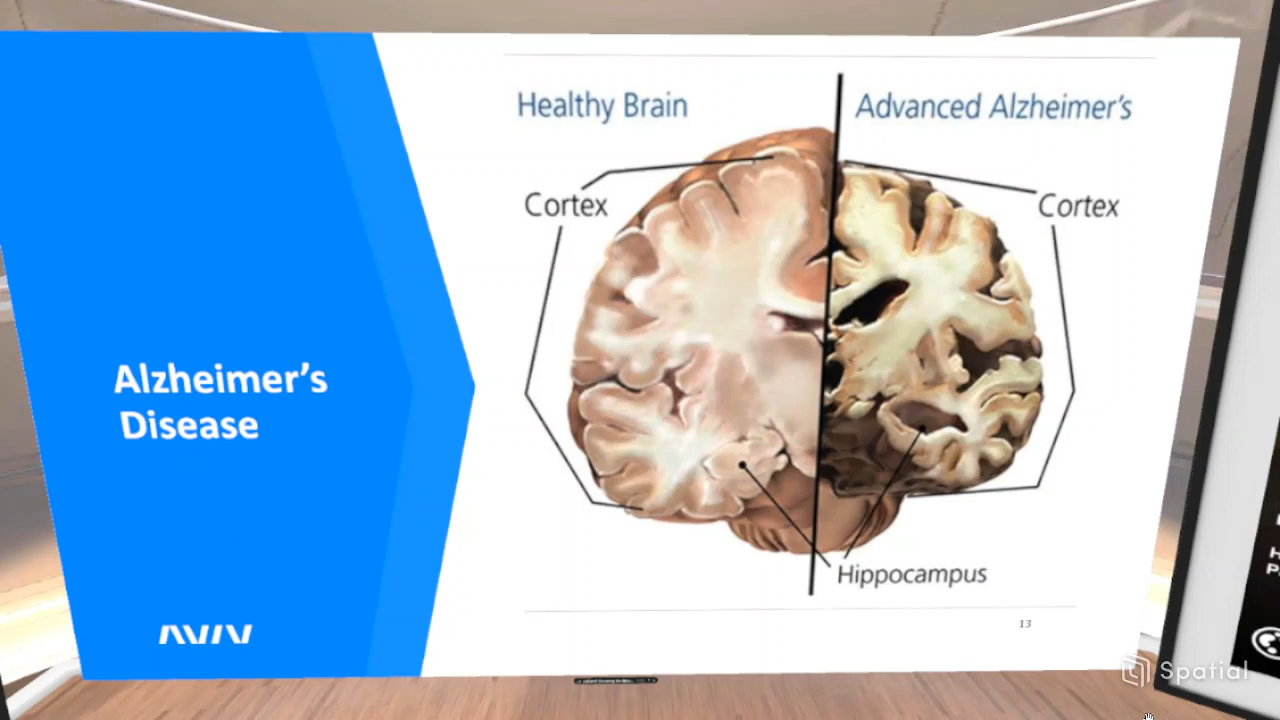 Alzheimer's
Disease
AVIV
Healthy Brain
Advanced Alzheimer's
Cortex
Cortex
Hippocampus
13
Spatial